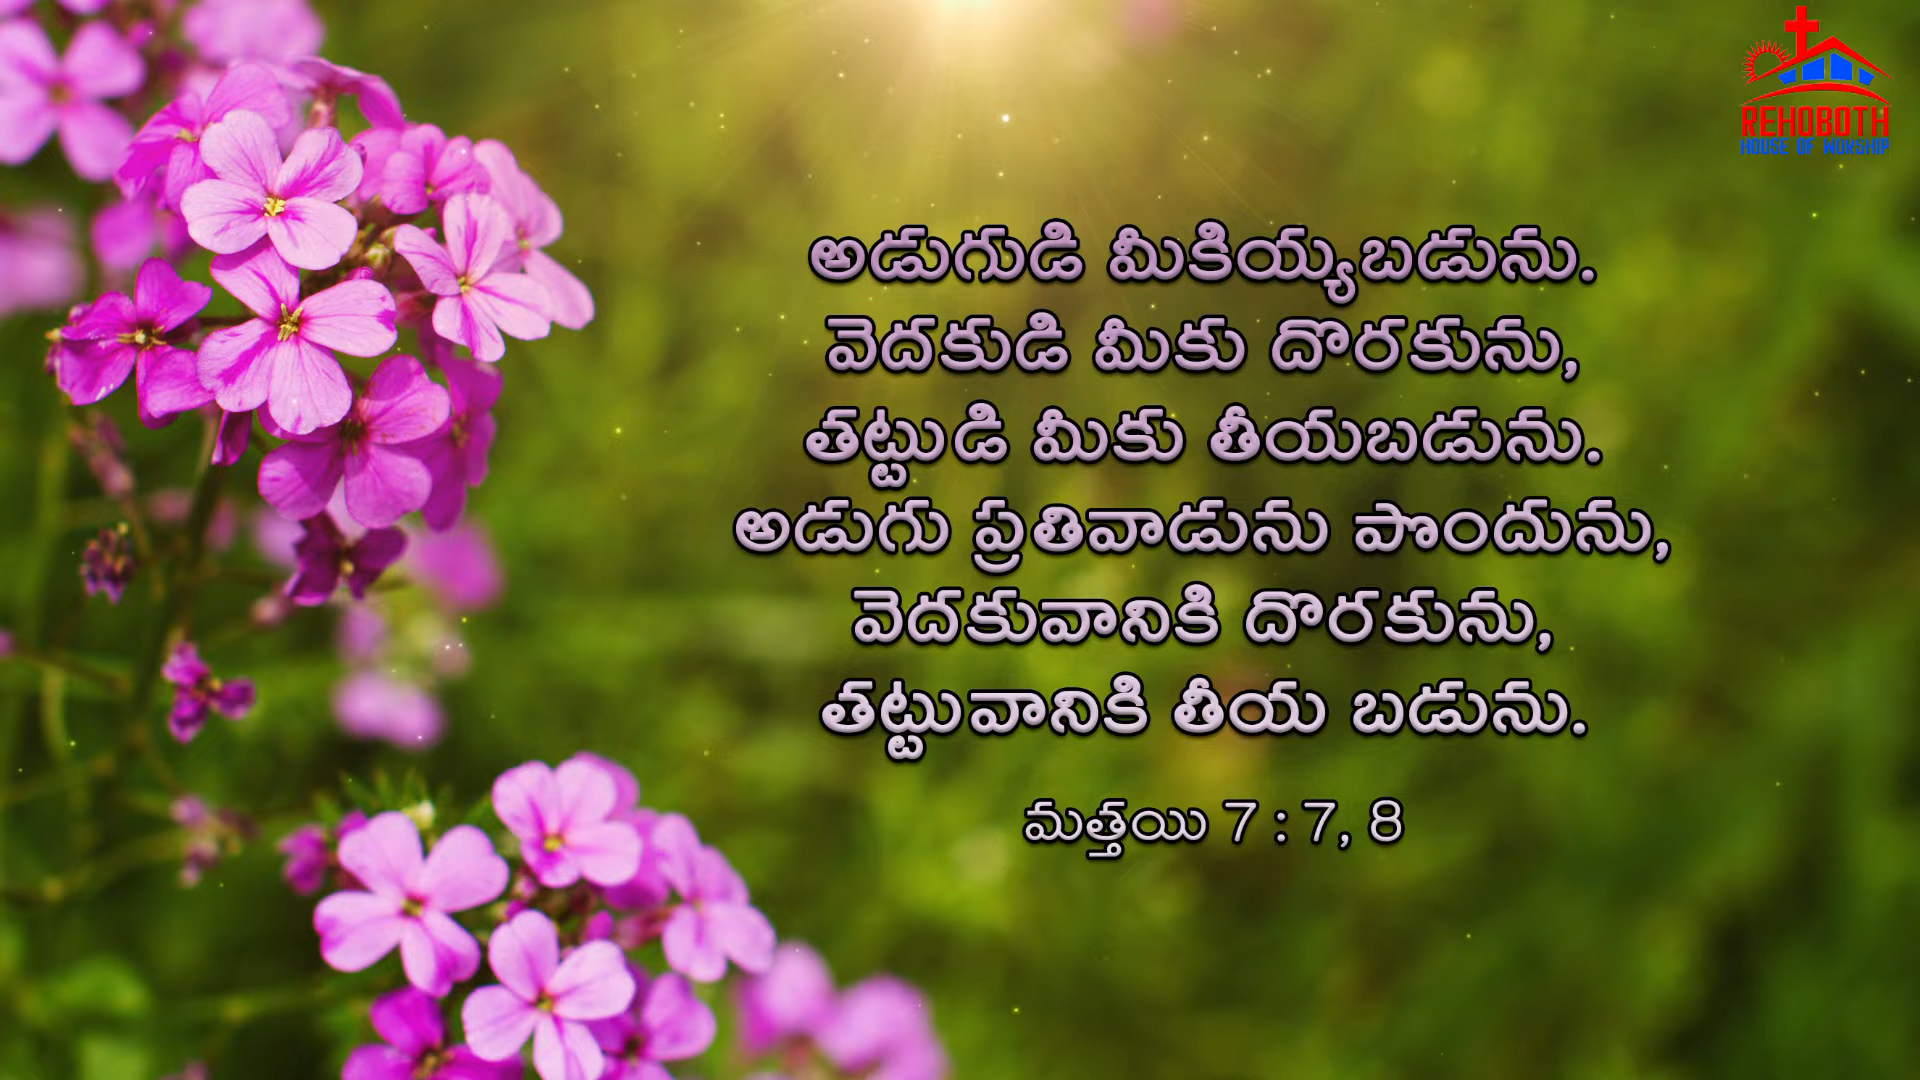 REHOBOTH
HOUSE OF WORSHIP
అడుగుడి మీకియ్యబడును.
వెదకుడి మీకు దొరకును,
తట్టుడి మీకు తీయబడును.
అడుగు ప్రతివాడును పొందును,
వెదకువానికి దొరకును,
తట్టువానికి తీయ బడును.
మత్తయి 7 : 7, 8